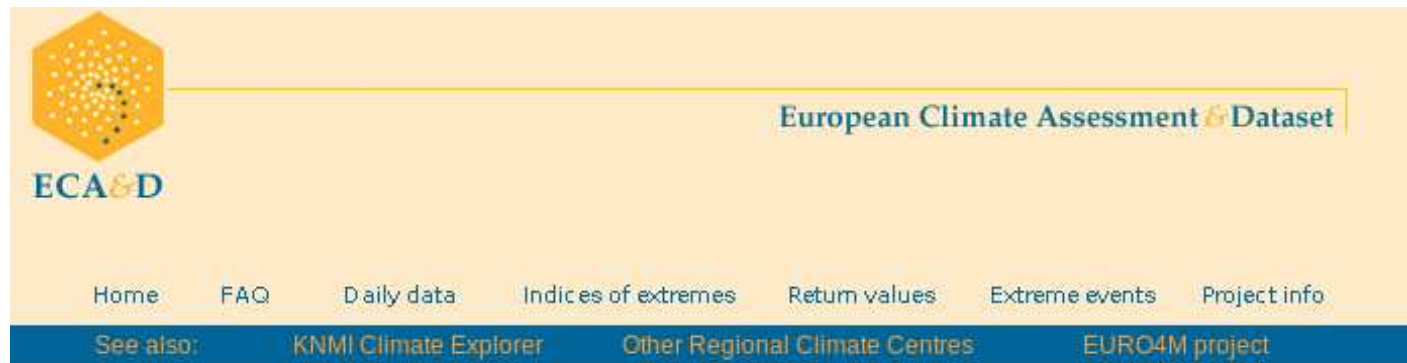 European Climate Assessment & Dataset
ECA&D
Home FAQ Daily data Indices of extremes Return values Extreme events Project info
See also: KNMI Climate Explorer Other Regional Climate Centres EURO4M project